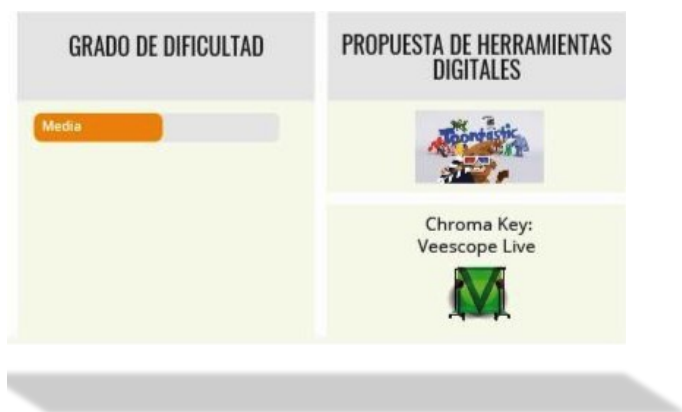 GRADO DE DIFICULTAD
Media
PROPUESTA DE HERRAMIENTAS
DIGITALES
Toontastic
Chroma Key:
Veescope Live
V